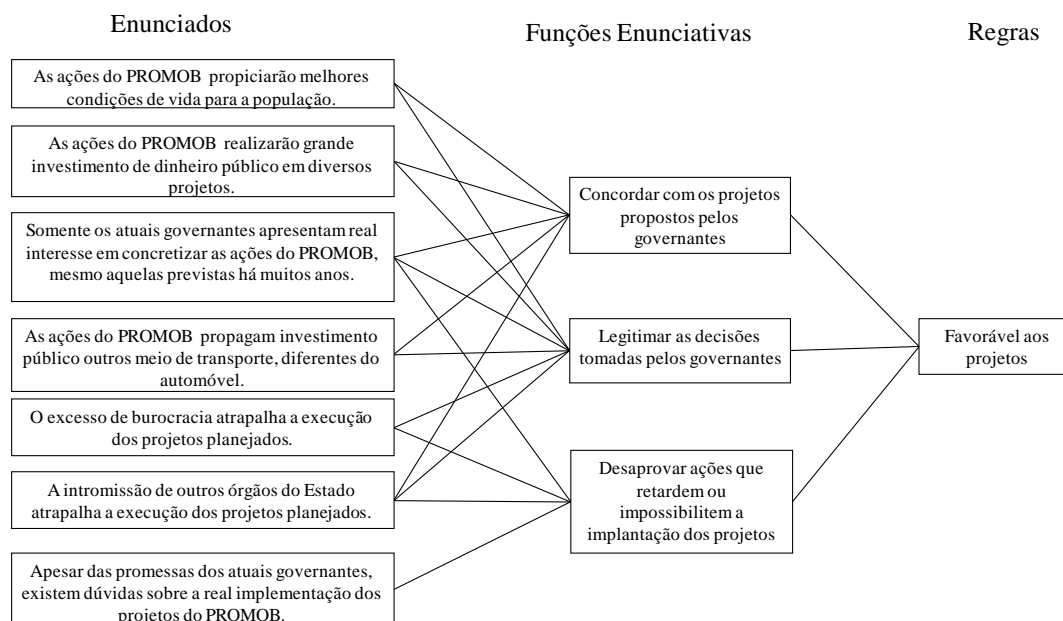 Enunciados
Funções Enunciativas
Regras
As ações do PROMOB propiciarão melhores
condições de vida para a população.
As ações do PROMOB realizarão grande
investimento de dinheiro público em diversos
projetos.
Somente os atuais governantes apresentam real
interesse em concretizar as ações do PROMOB,
mesmo aquelas previstas há muitos anos.
As ações do PROMOB propagam investimento
público outros meio de transporte, diferentes do
automóvel.
O excesso de burocracia atrapalha a execução
dos projetos planejados.
A intromissão de outros órgãos do Estado
atrapalha a execução dos projetos planejados.
Apesar das promessas dos atuais governantes,
existem dúvidas sobre a real implementação dos
projetos do PROMOB.
Concordar com os projetos
propostos pelos
governantes
Legitimar as decisões
tomadas pelos governantes
Desaprovar ações que
retardem ou
impossibilitem a
implantação dos projetos
Favorável aos
projetos